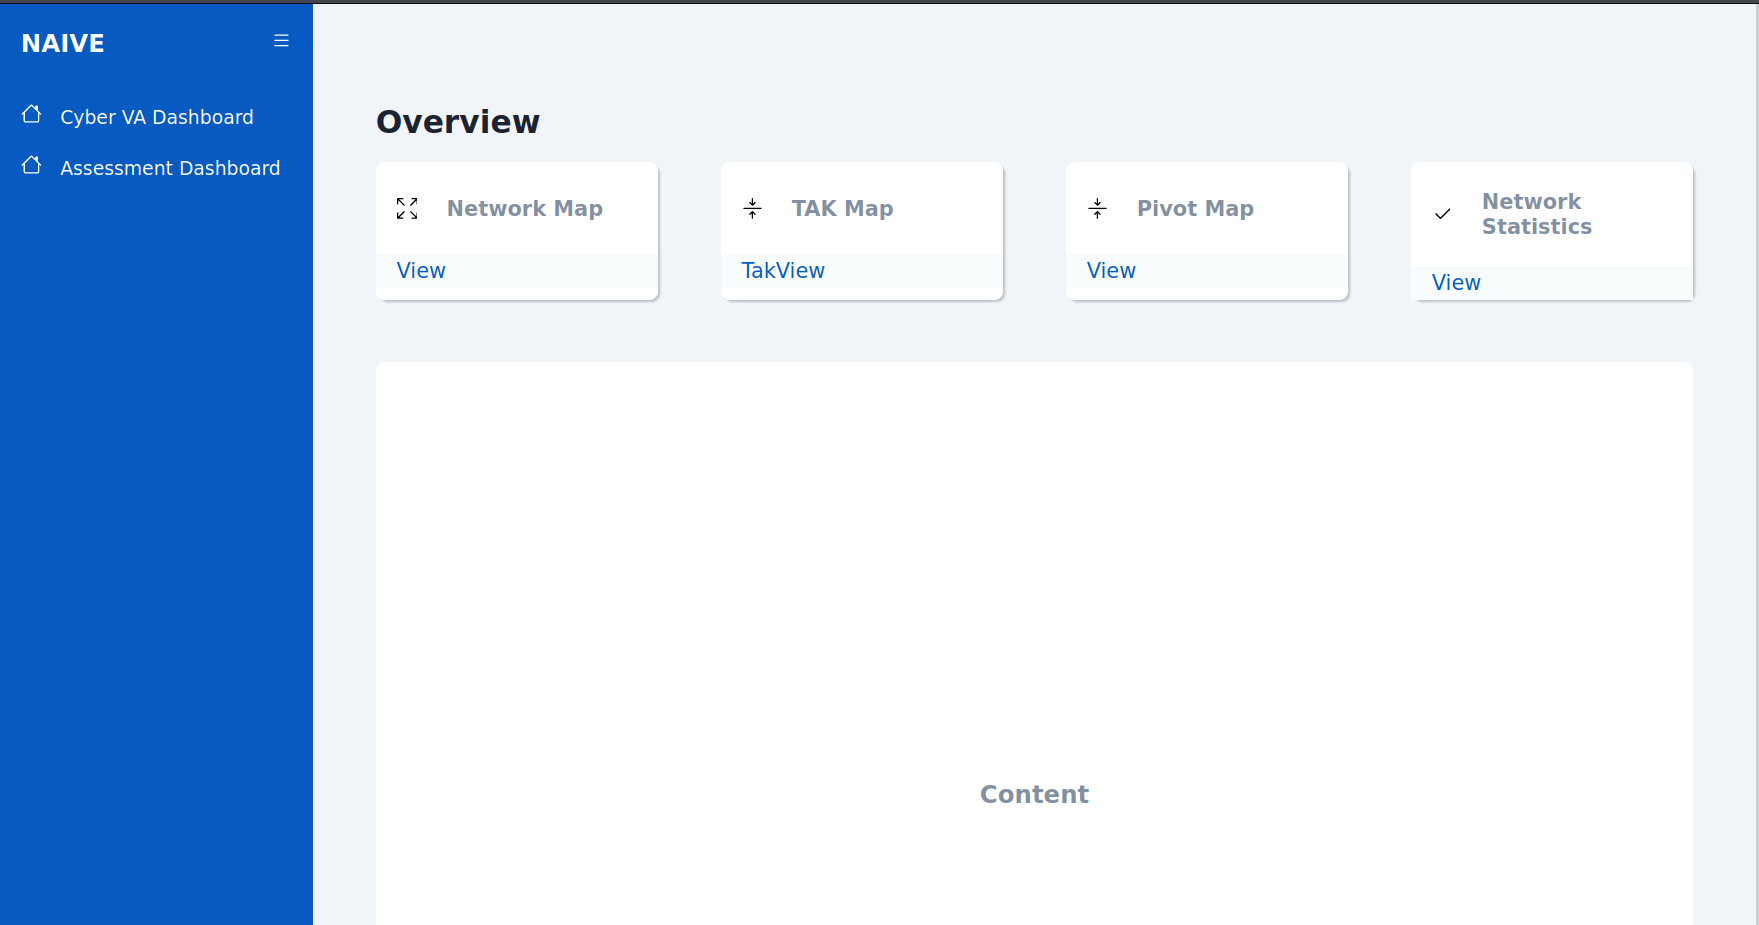 NAIVE
Cyber VA Dashboard
Assessment Dashboard
Overview
Network Map
View
TAK Map
TakView
Pivot Map
View
Network
Statistics
View
Content